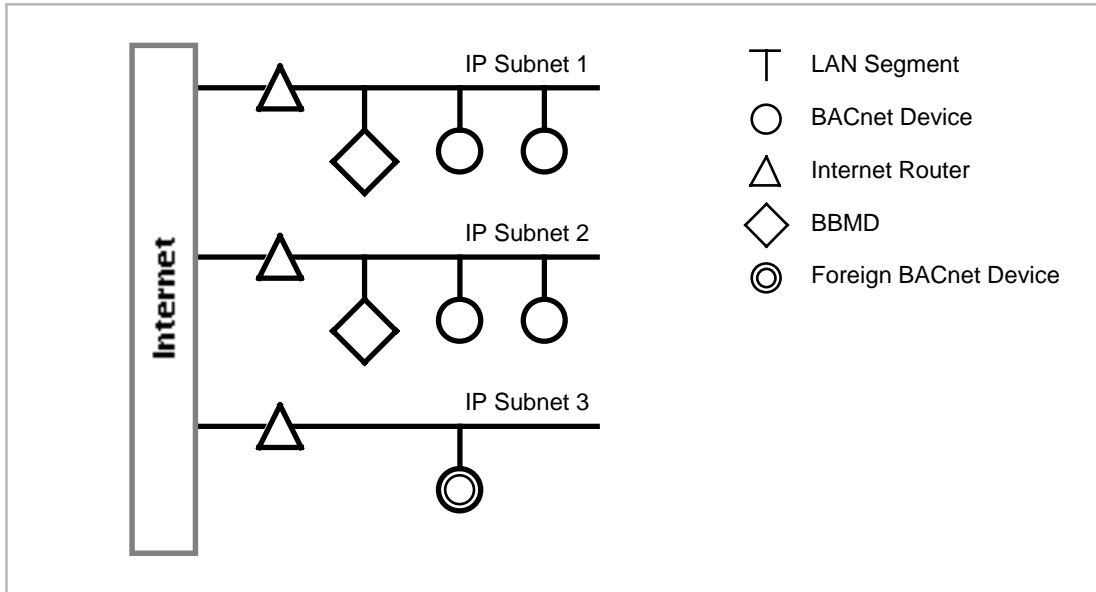 IP Subnet 1
IP Subnet 2
IP Subnet 3
Internet
LAN Segment
BACnet Device
Internet Router
BBMD
Foreign BACnet Device